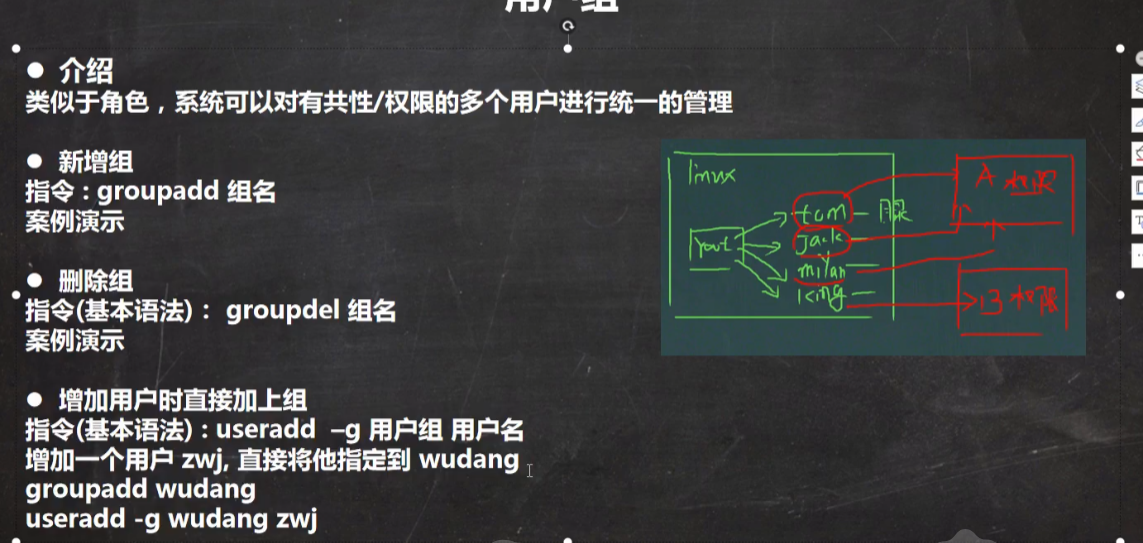 用户组
● 介绍
类似于角色，系统可以对有共性/权限的多个用户进行统一的管理
● 新增组
指令 : groupadd 组名
案例演示
● 删除组
指令(基本语法)： groupdel 组名
案例演示
● 增加用户时直接加上组
指令(基本语法) : useradd –g 用户组 用户名
增加一个用户 zwj, 直接将他指定到 wudang
groupadd wudang
useradd -g wudang zwj
linux
A 权限
tom
Jack
milan
king
B 权限